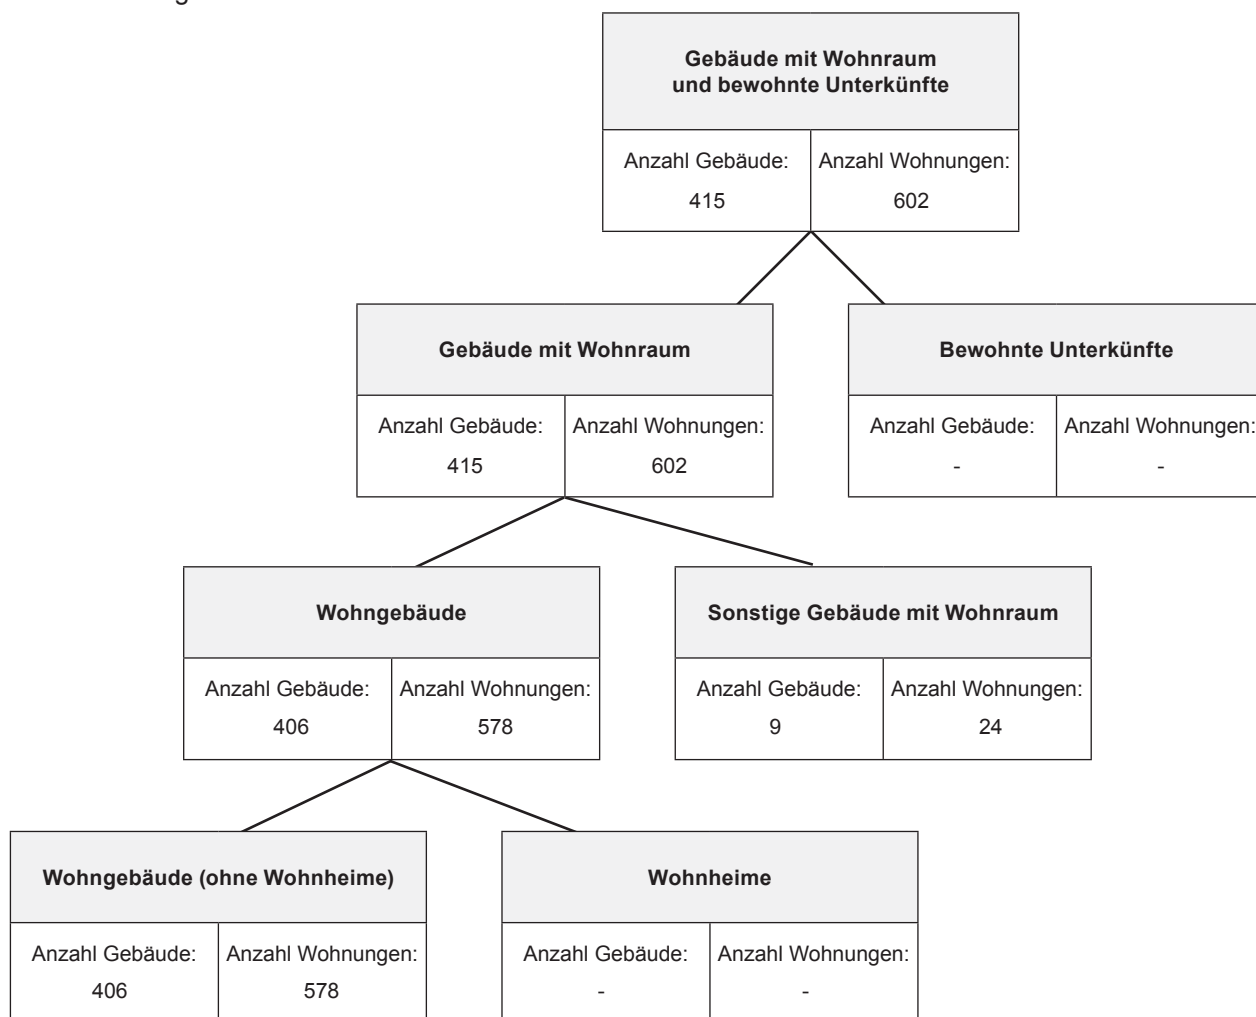 Gebäude mit Wohnraum
und bewohnte Unterkünfte
Anzahl Gebäude: Anzahl Wohnungen:
415 602
Gebäude mit Wohnraum
Anzahl Gebäude: Anzahl Wohnungen:
415 602
Bewohnte Unterkünfte
Anzahl Gebäude: Anzahl Wohnungen:
- -
Wohngebäude
Anzahl Gebäude: Anzahl Wohnungen:
406 578
Sonstige Gebäude mit Wohnraum
Anzahl Gebäude: Anzahl Wohnungen:
9 24
Wohngebäude (ohne Wohnheime)
Anzahl Gebäude: Anzahl Wohnungen:
406 578
Wohnheime
Anzahl Gebäude: Anzahl Wohnungen:
- -